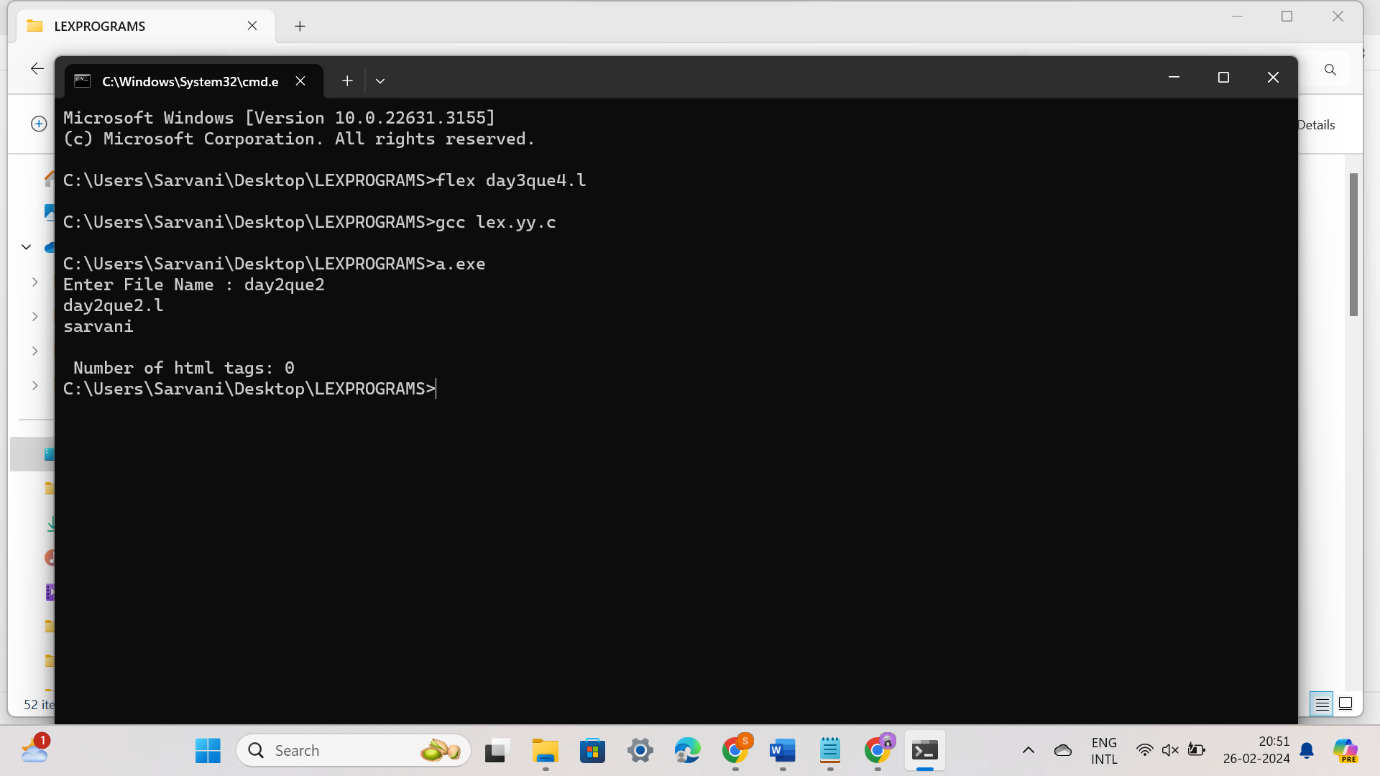 LEXPROGRAMS
C:\Windows\System32\cmd.e
Details
Microsoft Windows [Version 10.0.22631.3155]
(c) Microsoft Corporation. All rights reserved.
C:\Users\Sarvani\Desktop\LEXPROGRAMS>flex day3que4.l
C:\Users\Sarvani\Desktop\LEXPROGRAMS>gcc lex.yy.c
C:\Users\Sarvani\Desktop\LEXPROGRAMS>a.exe
Enter File Name : day2que2
day2que2.l
sarvani
Number of html tags: 0
C:\Users\Sarvani\Desktop\LEXPROGRAMS>
52 ite
1
Search
S
W
ENG
INTL
20:51
26-02-2024
PRE